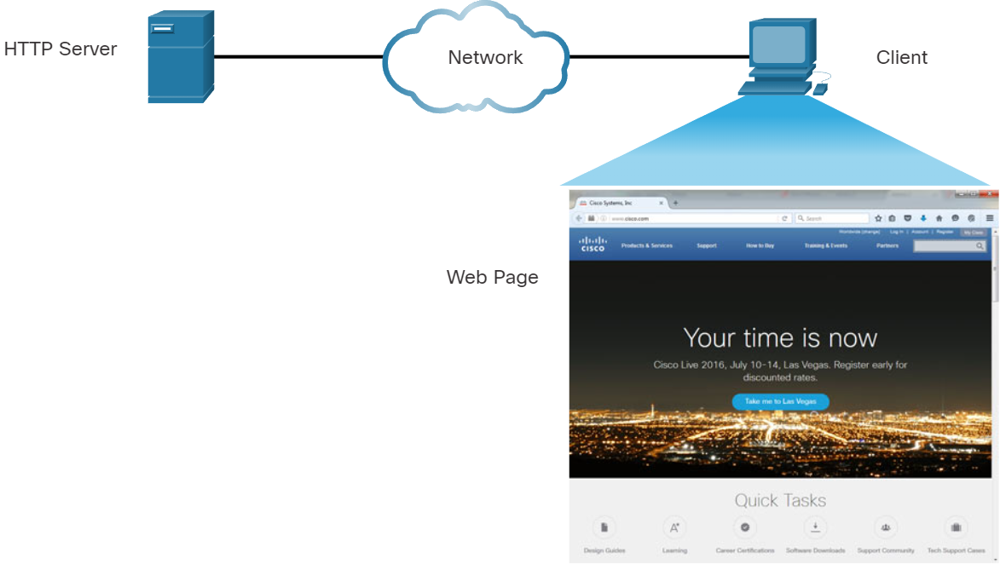 HTTP Server
Network
Client
Web Page
Cisco Systems, Inc
www.cisco.com
Search
Worldwide [change] Log In | Account | Register My Cisco
CISCO
Products & Services Support How to Buy Training & Events Partners
Your time is now
Cisco Live 2016, July 10-14, Las Vegas. Register early for
discounted rates.
Take me to Las Vegas
Quick Tasks
Design Guides Learning Career Certifications Software Downloads Support Community Tech Support Cases